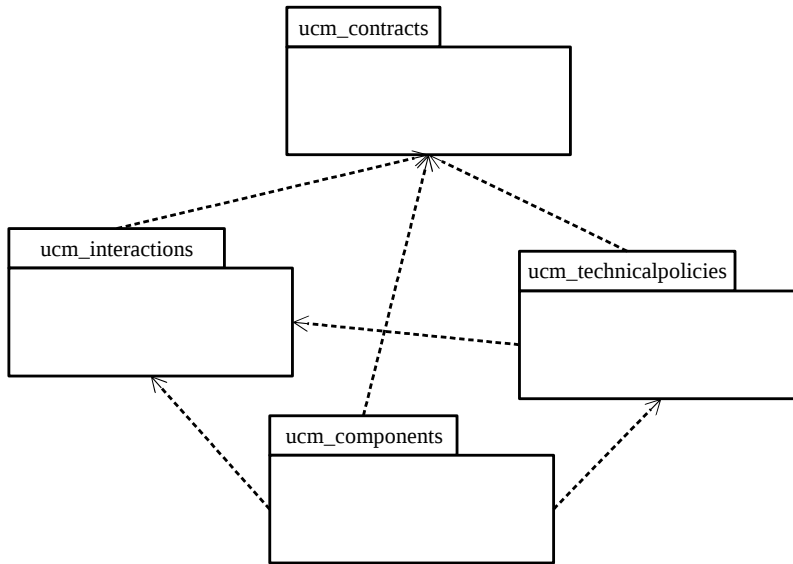 ucm_contracts
ucm_interactions
ucm_technicalpolicies
ucm_components